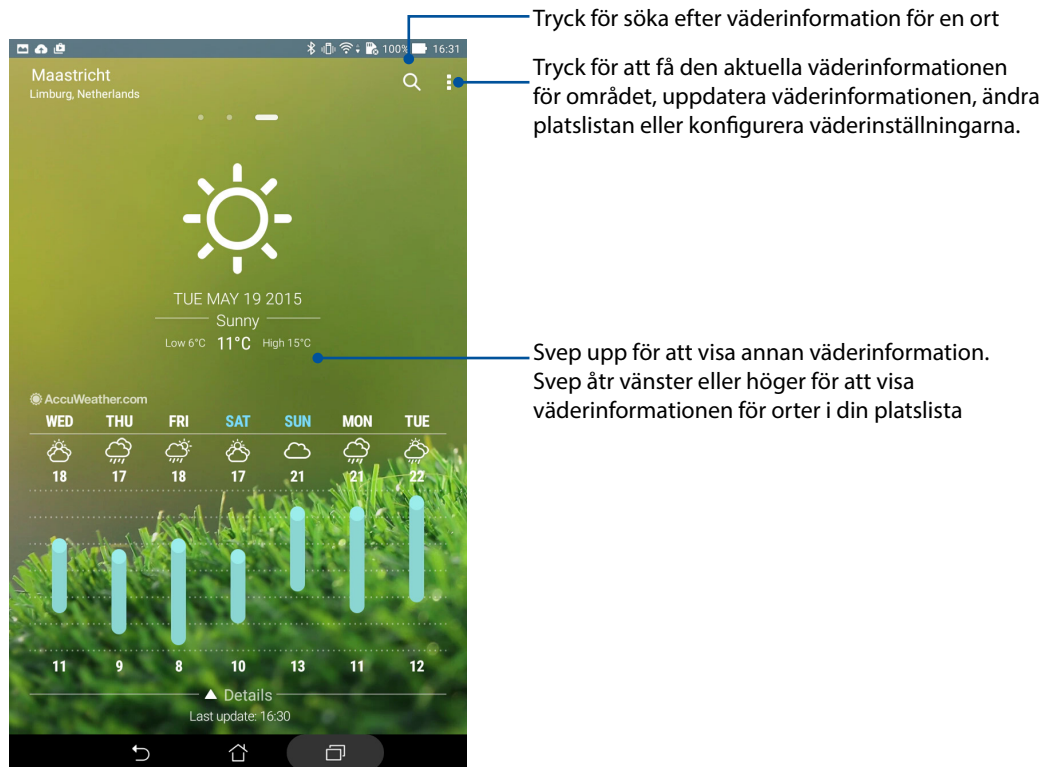 Tryck för söka efter väderinformation för en ort
100% 16:31
Maastricht
Limburg, Netherlands
Tryck för att få den aktuella väderinformationen
för området, uppdatera väderinformationen, ändra
platslistan eller konfigurera väderinställningarna.
TUE MAY 19 2015
Sunny
Low 6°C 11°C High 15°C
Svep upp för att visa annan väderinformation.
Svep åtr vänster eller höger för att visa
väderinformationen för orter i din platslista
AccuWeather.com
WED THU FRI SAT SUN MON TUE
18 17 18 17 21 21 22
11 9 8 10 13 11 12
Details
Last update: 16:30